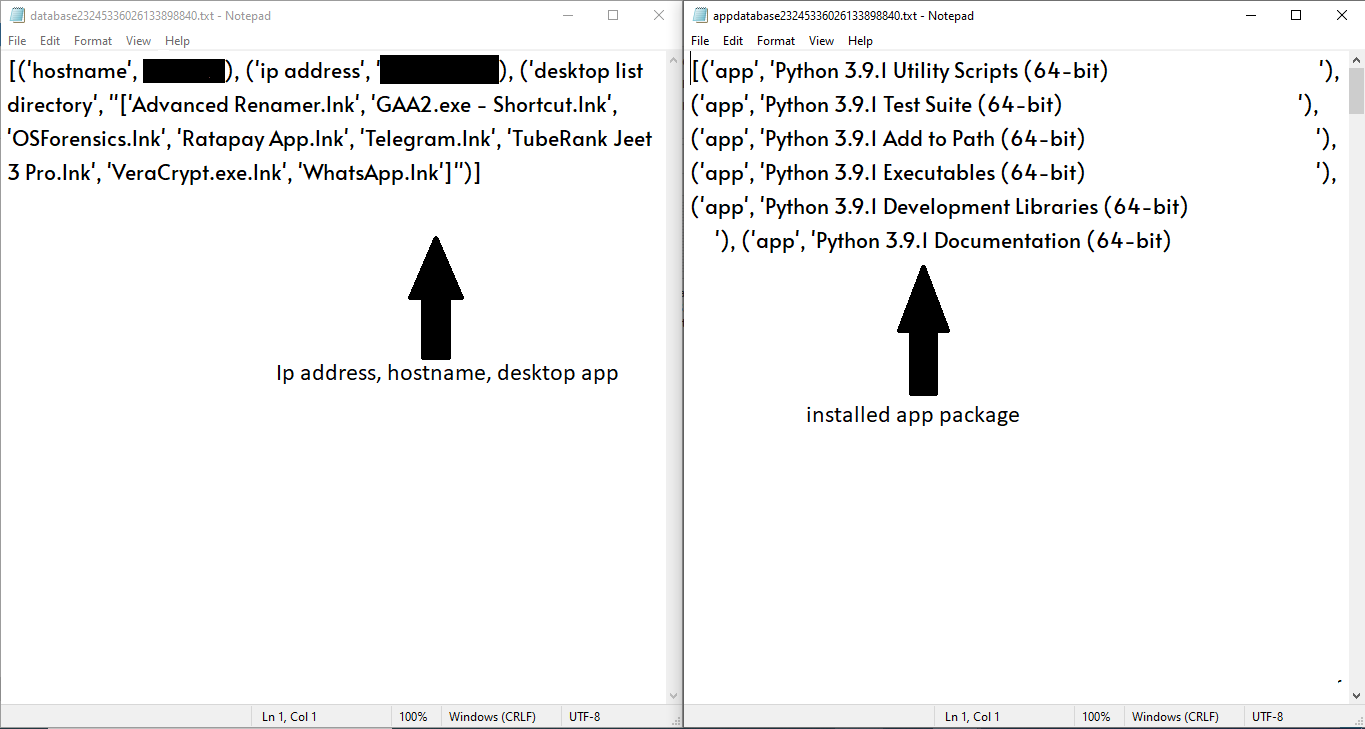 database23245336026133898840.txt - Notepad
File Edit Format View Help
[('hostname', ), ('ip address', '), ('desktop list
directory', "['Advanced Renamer.lnk', 'GAA2.exe - Shortcut.lnk',
'OSForensics.lnk', 'Ratapay App.lnk', 'Telegram.lnk', 'TubeRank Jeet
3 Pro.lnk', 'VeraCrypt.exe.lnk', 'WhatsApp.lnk']")]
Ip address, hostname, desktop app
Ln 1, Col 1 100% Windows (CRLF) UTF-8
appdatabase23245336026133898840.txt - Notepad
File Edit Format View Help
[('app', 'Python 3.9.1 Utility Scripts (64-bit) '),
('app', 'Python 3.9.1 Test Suite (64-bit) '),
('app', 'Python 3.9.1 Add to Path (64-bit) '),
('app', 'Python 3.9.1 Executables (64-bit) '),
('app', 'Python 3.9.1 Development Libraries (64-bit)
'), ('app', 'Python 3.9.1 Documentation (64-bit)
installed app package
Ln 1, Col 1 100% Windows (CRLF) UTF-8